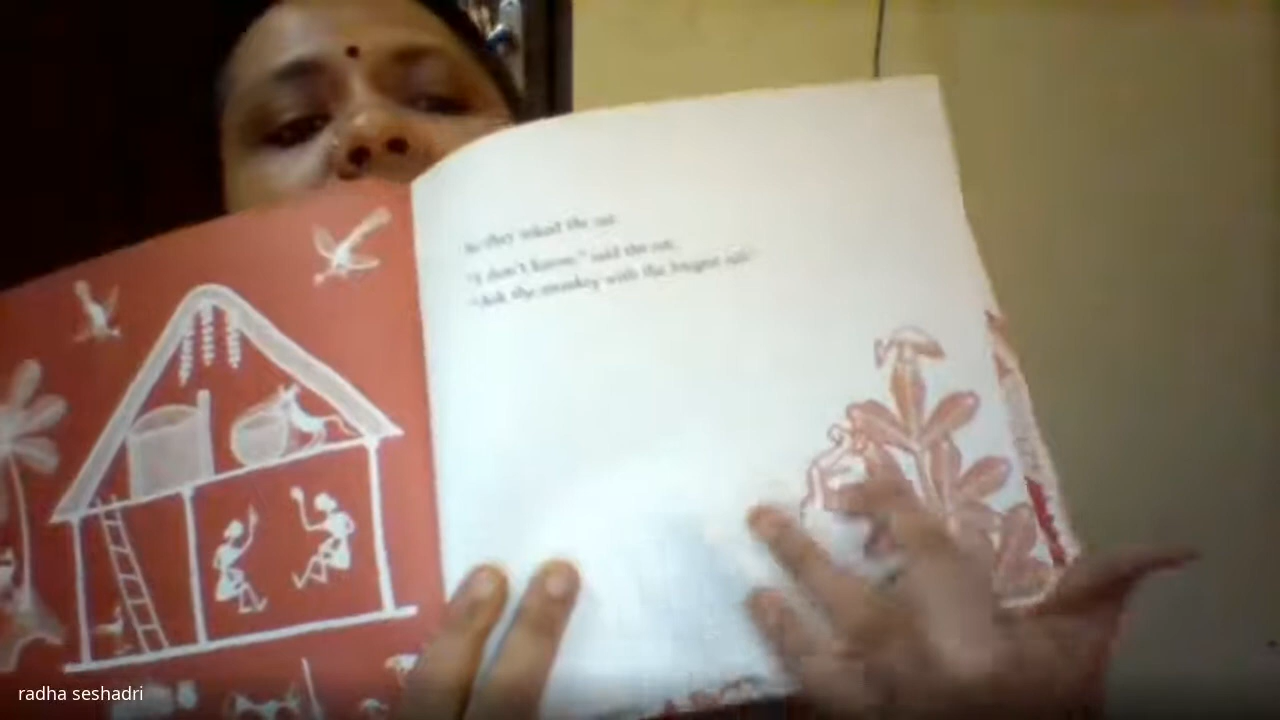 So they asked the rat.
"I don't know," said the rat.
"Ask the monkey with the longest tail."
radha seshadri